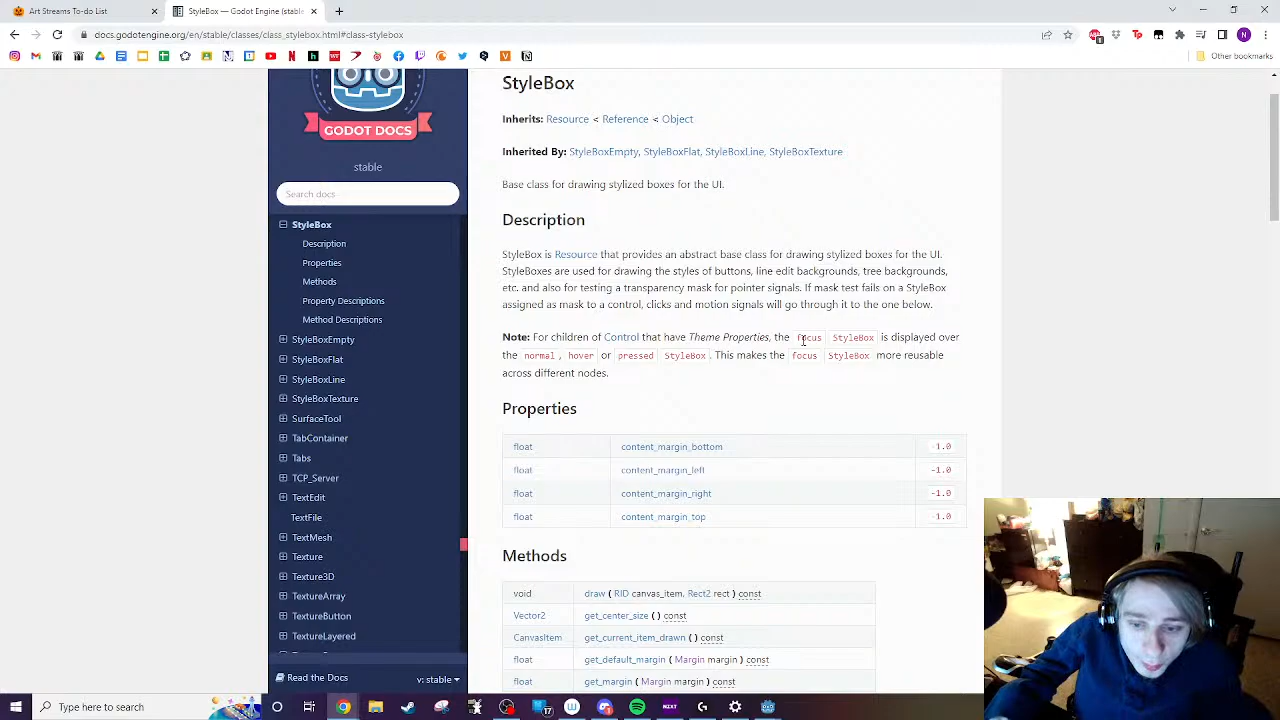 Art Streams To-do List
StyleBox — Godot Engine (stable
docs.godotengine.org/en/stable/classes/class_stylebox.html#class-stylebox
Other bookmarks
GODOT DOCS
stable
Search docs
StyleBox
Description
Properties
Methods
Property Descriptions
Method Descriptions
StyleBoxEmpty
StyleBoxFlat
StyleBoxLine
StyleBoxTexture
SurfaceTool
TabContainer
Tabs
TCP_Server
TextEdit
TextFile
TextMesh
Texture
Texture3D
TextureArray
TextureButton
TextureLayered
Read the Docs
v: stable
StyleBox
Inherits: Resource < Reference < Object
Inherited By: StyleBoxEmpty, StyleBoxFlat, StyleBoxLine, StyleBoxTexture
Base class for drawing stylized boxes for the UI.
Description
StyleBox is Resource that provides an abstract base class for drawing stylized boxes for the UI.
StyleBoxes are used for drawing the styles of buttons, line edit backgrounds, tree backgrounds,
etc. and also for testing a transparency mask for pointer signals. If mask test fails on a StyleBox
assigned as mask to a control, clicks and motion signals will go through it to the one below.
Note: For children of Control that have Theme Properties, the focus StyleBox is displayed over
the normal, hover or pressed StyleBox. This makes the focus StyleBox more reusable
across different nodes.
Properties
float content_margin_bottom -1.0
float content_margin_left -1.0
float content_margin_right -1.0
float content_margin_top -1.0
Methods
void draw ( RID canvas_item, Rect2 rect ) const
Vector2 get_center_size ( ) const
CanvasItem get_current_item_drawn ( ) const
float get_default_margin ( Margin margin ) const
float get_margin ( Margin margin ) const
Type here to search